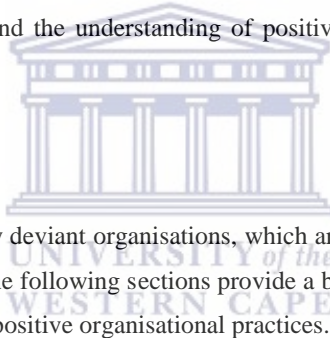 nd the understanding of positiv
y deviant organisations, which ar
UNIVERSITY of the
he following sections provide a b
WESTERN CAPE
positive organisational practices.